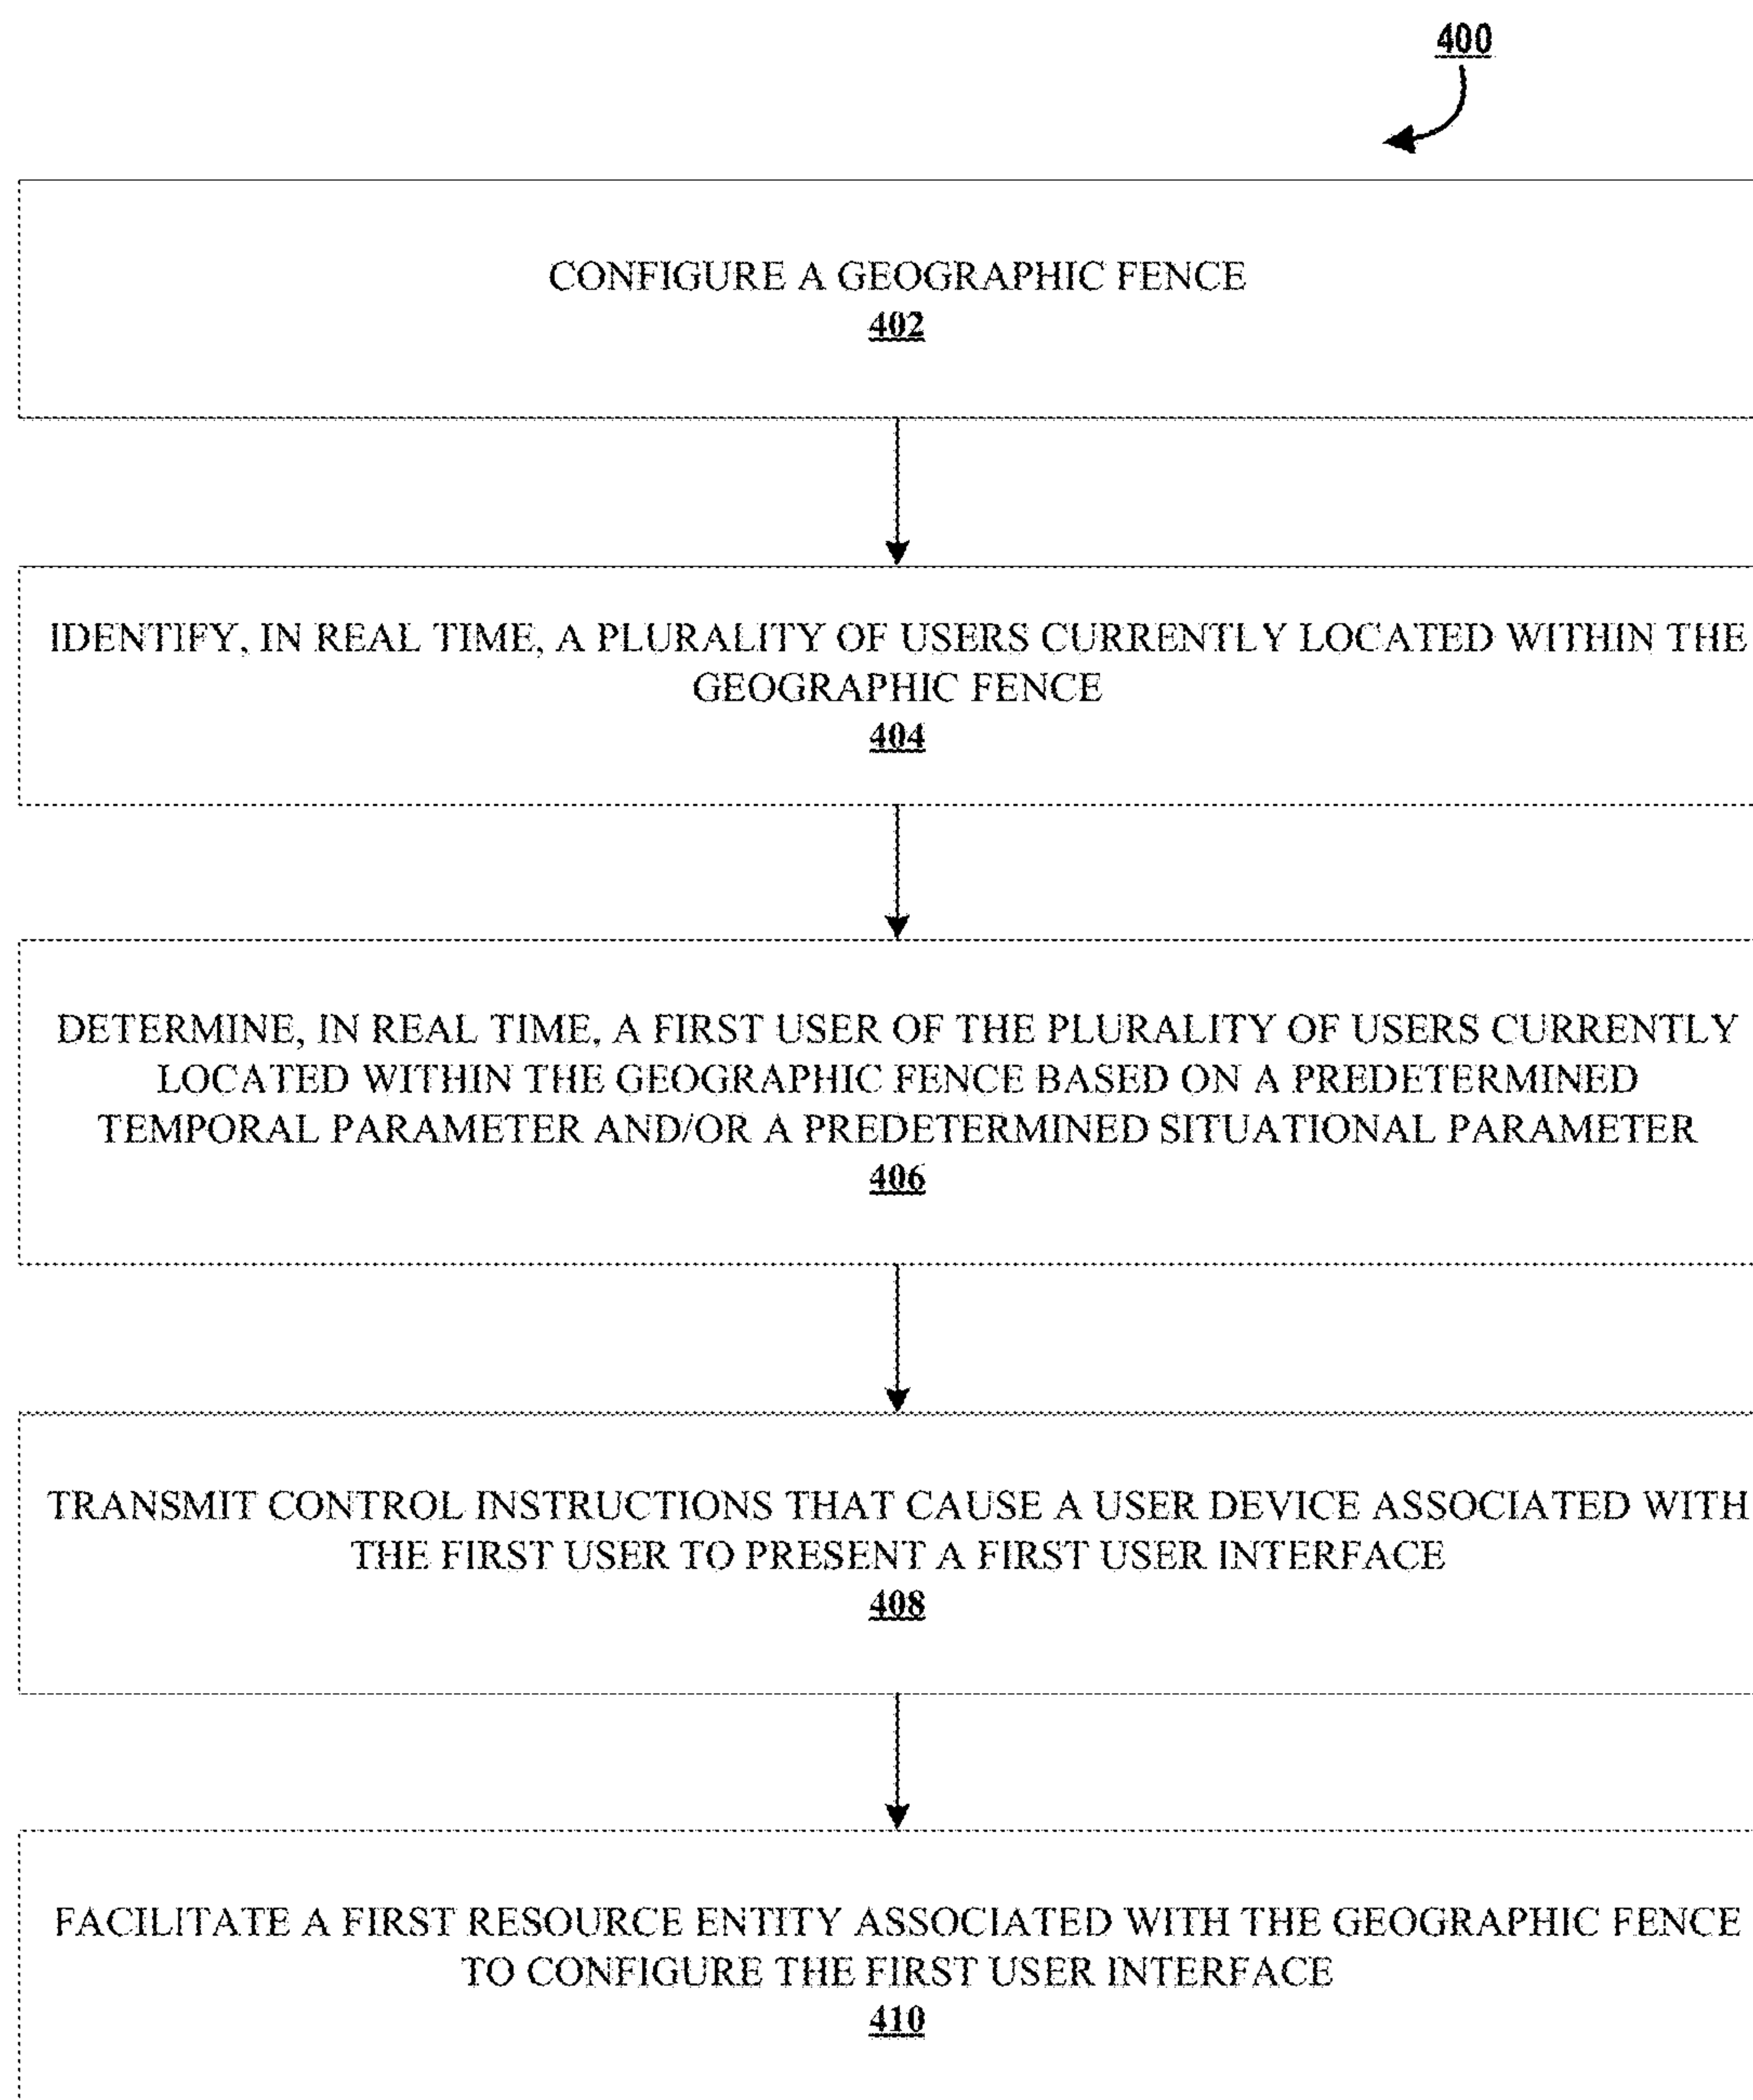 400
CONFIGURE A GEOGRAPHIC FENCE
402
IDENTIFY, IN REAL TIME, A PLURALITY OF USERS CURRENTLY LOCATED WITHIN THE
GEOGRAPHIC FENCE
404
DETERMINE, IN REAL TIME, A FIRST USER OF THE PLURALITY OF USERS CURRENTLY
LOCATED WITHIN THE GEOGRAPHIC FENCE BASED ON A PREDETERMINED
TEMPORAL PARAMETER AND/OR A PREDETERMINED SITUATIONAL PARAMETER
406
TRANSMIT CONTROL INSTRUCTIONS THAT CAUSE A USER DEVICE ASSOCIATED WITH
THE FIRST USER TO PRESENT A FIRST USER INTERFACE
408
FACILITATE A FIRST RESOURCE ENTITY ASSOCIATED WITH THE GEOGRAPHIC FENCE
TO CONFIGURE THE FIRST USER INTERFACE
410